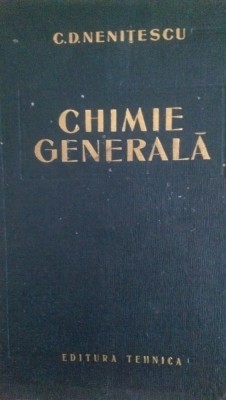 C.D.NENIȚESCU
CHIMIE
GENERALĂ
EDITURA TEHNICA